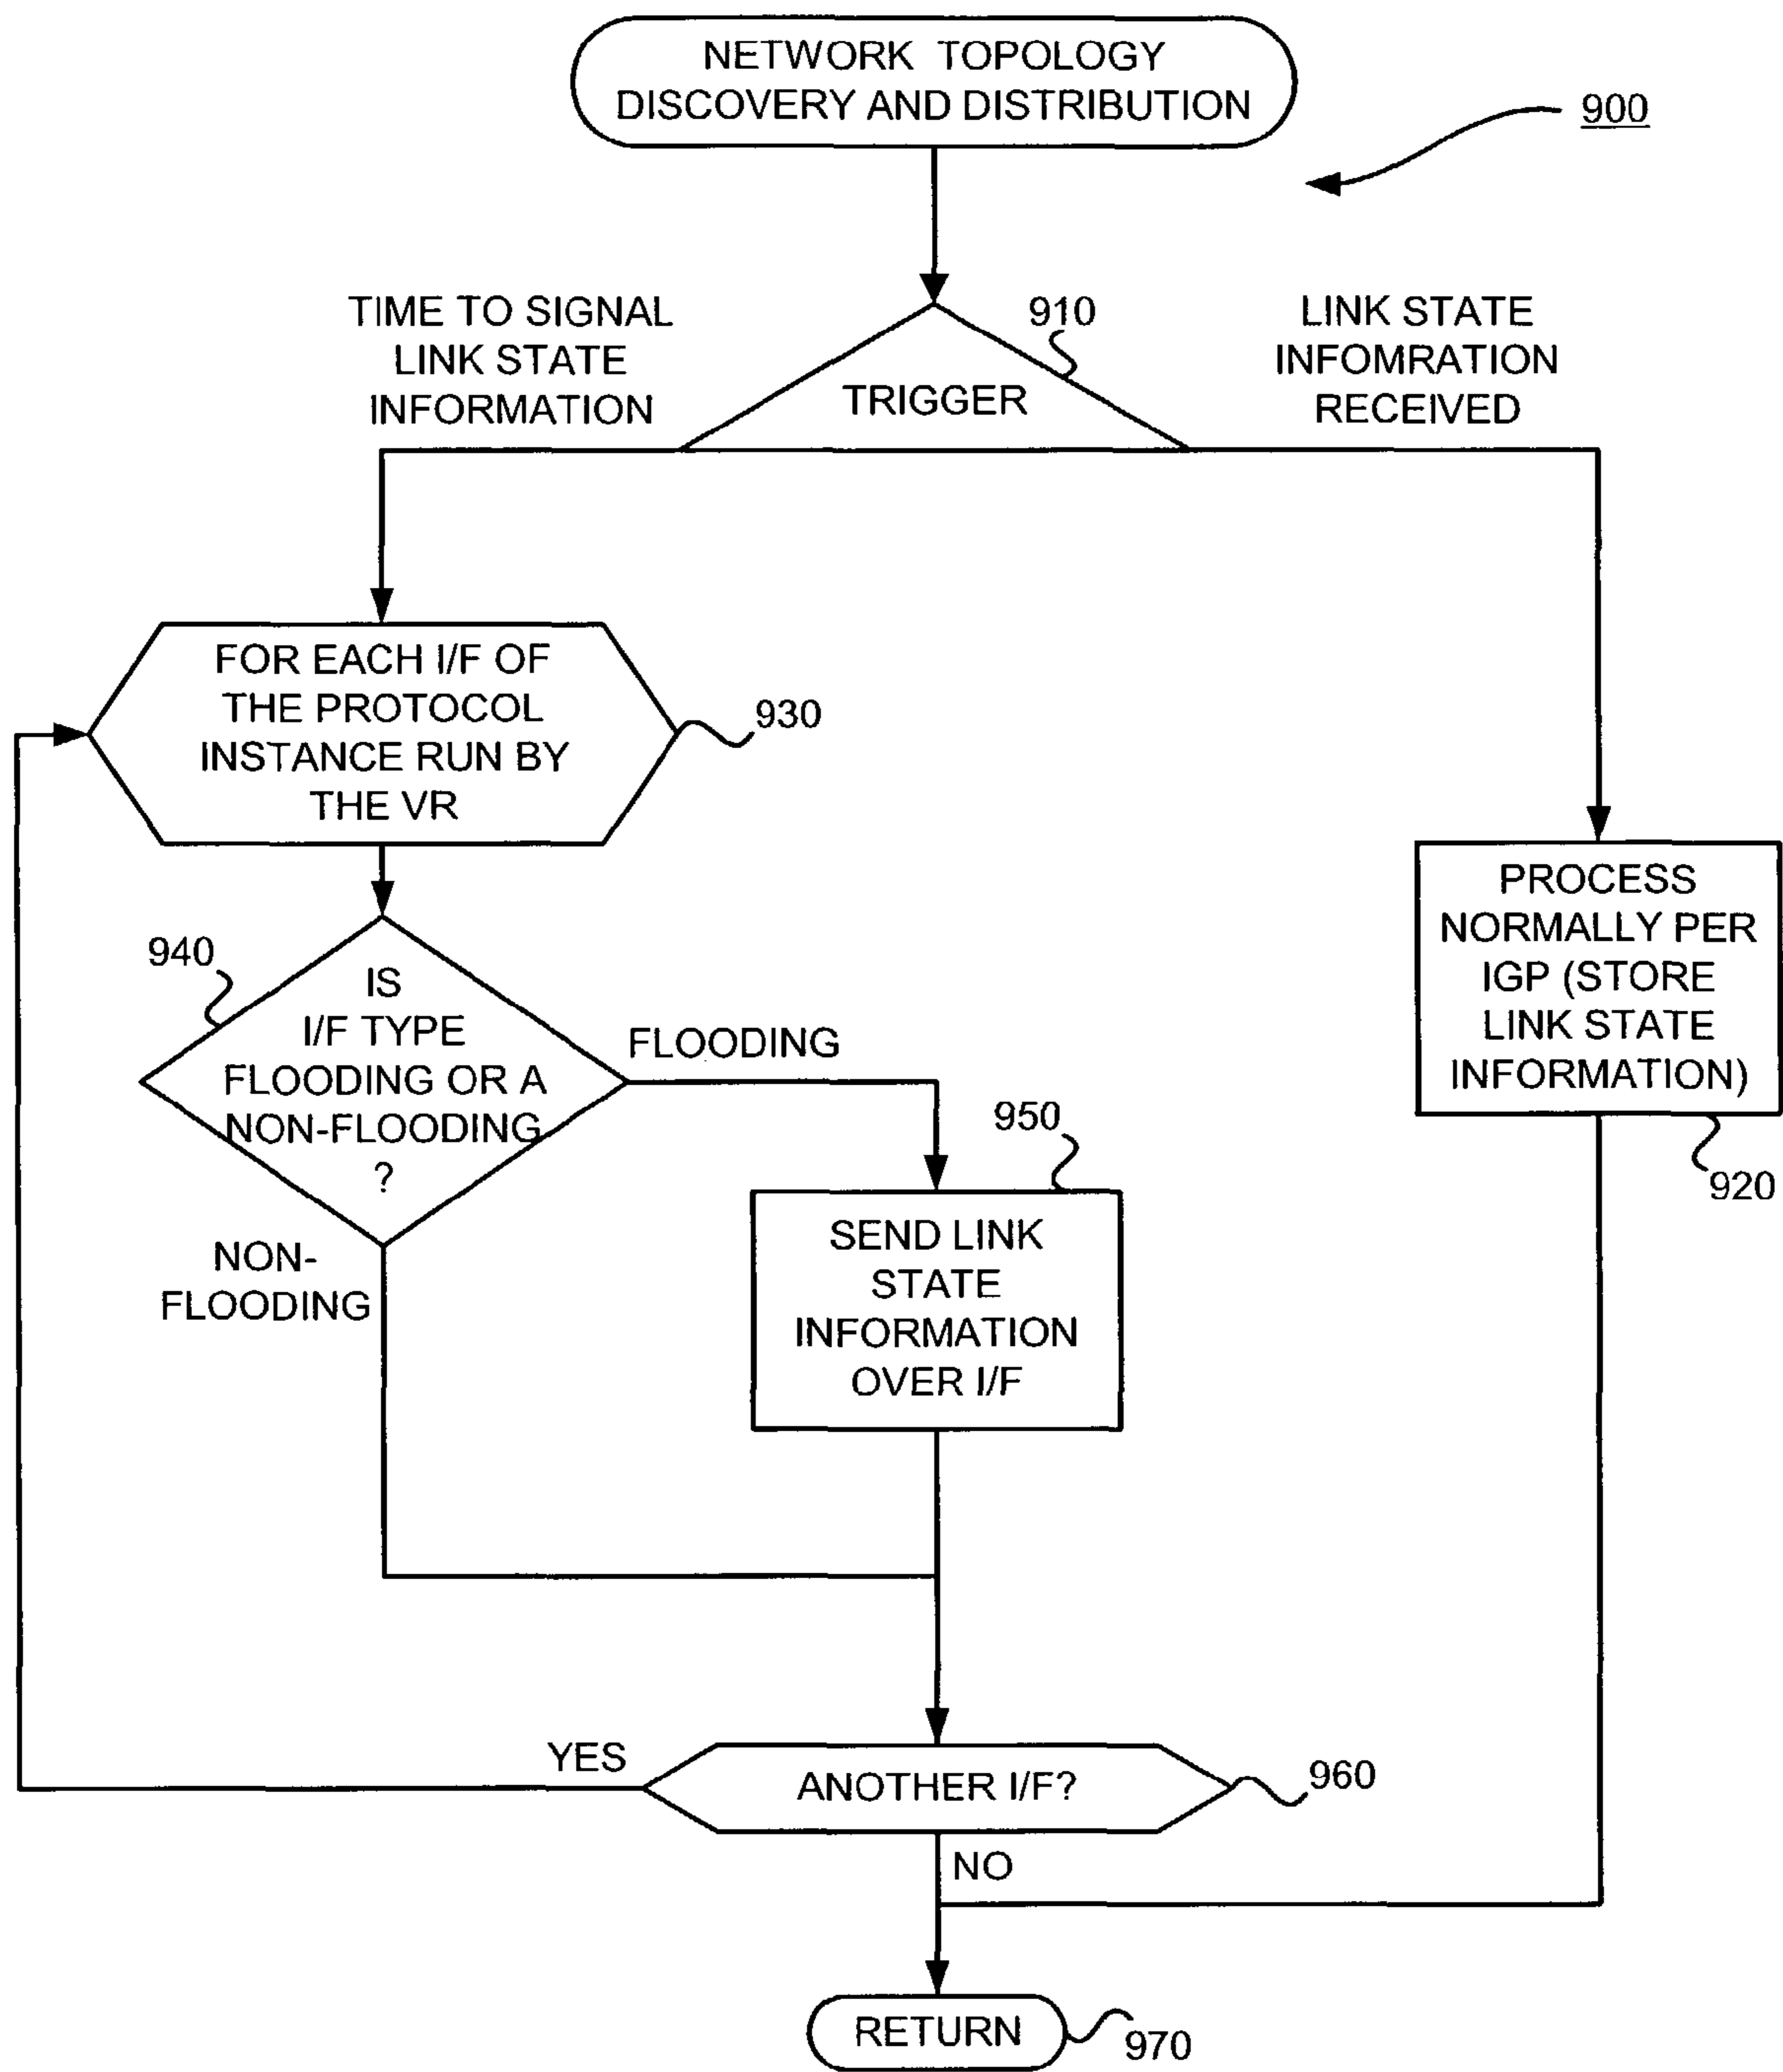 NETWORK TOPOLOGY
DISCOVERY AND DISTRIBUTION
900
TIME TO SIGNAL
LINK STATE
INFORMATION
910
TRIGGER
LINK STATE
INFOMRATION
RECEIVED
FOR EACH I/F OF
THE PROTOCOL
INSTANCE RUN BY
THE VR
930
PROCESS
NORMALLY PER
IGP (STORE
LINK STATE
INFORMATION)
920
940
IS
I/F TYPE
FLOODING OR A
NON-FLOODING
?
FLOODING
NON-
FLOODING
950
SEND LINK
STATE
INFORMATION
OVER I/F
YES
ANOTHER I/F?
960
NO
RETURN
970